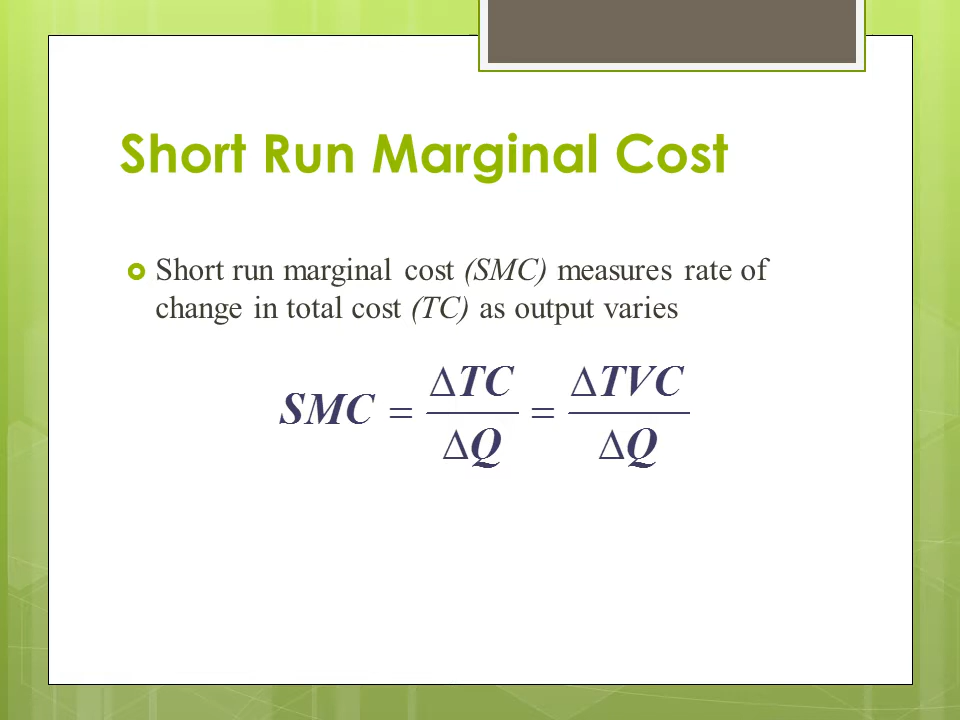 Short Run Marginal Cost
Short run marginal cost (SMC) measures rate of
change in total cost (TC) as output varies
SMC = ΔTC/ΔQ = ΔTVC/ΔQ